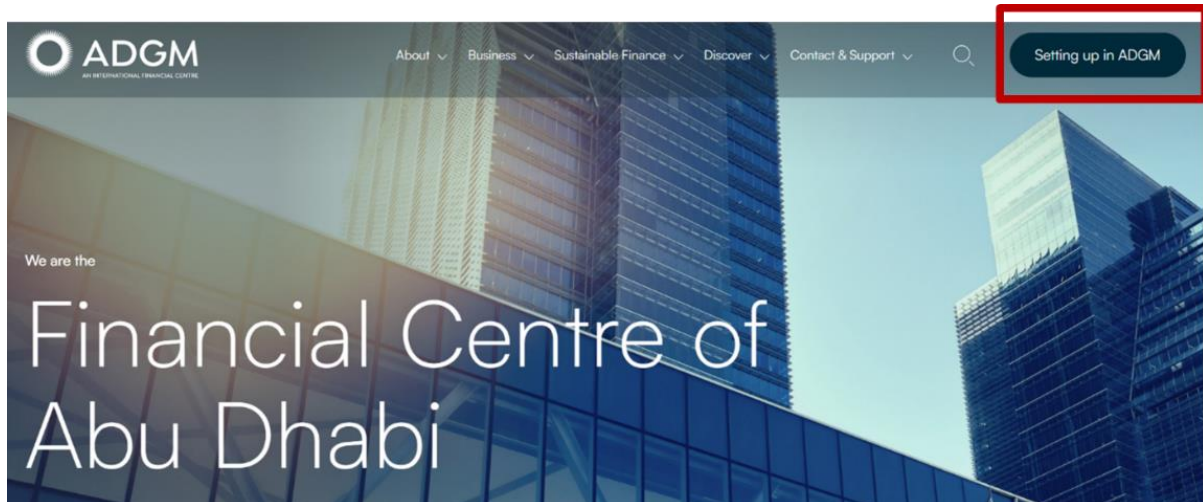 ADGM
AN INTERNATIONAL FINANCIAL CENTRE
About
Business
Sustainable Finance
Discover
Contact & Support
Setting up in ADGM
We are the
Financial Centre of
Abu Dhabi